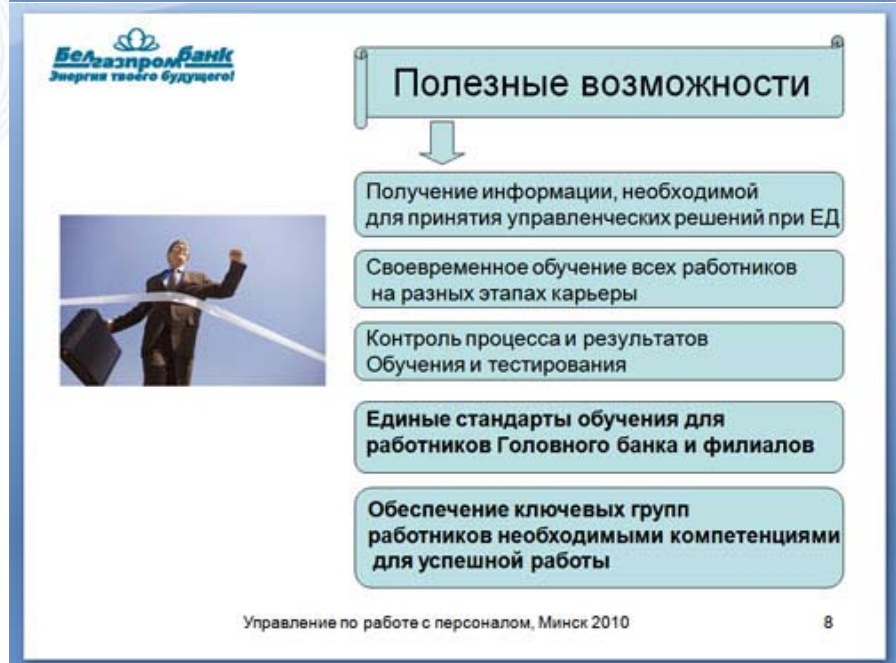 Белгазпромбанк
Энергия твоего будущего!
Полезные возможности
Получение информации, необходимой
для принятия управленческих решений при ЕД
Своевременное обучение всех работников
на разных этапах карьеры
Контроль процесса и результатов
Обучения и тестирования
Единые стандарты обучения для
работников Головного банка и филиалов
Обеспечение ключевых групп
работников необходимыми компетенциями
для успешной работы
Управление по работе с персоналом, Минск 2010
8